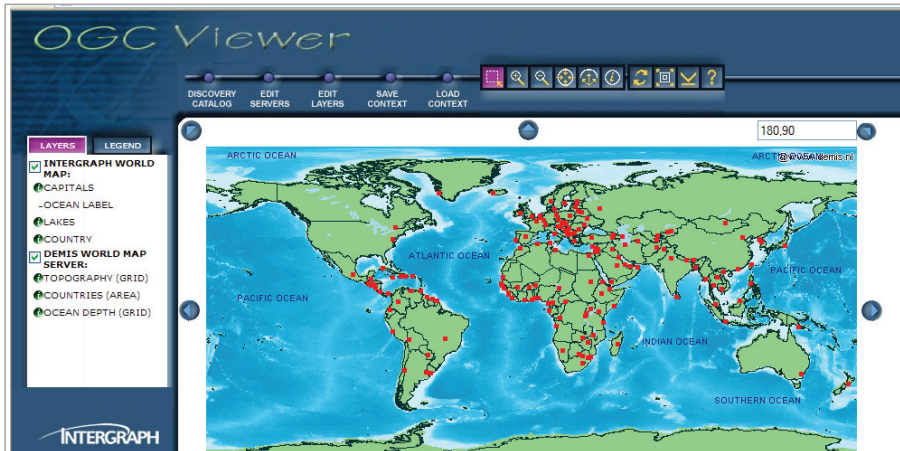 OGC Viewer
DISCOVERY CATALOG
EDIT SERVERS
EDIT LAYERS
SAVE CONTEXT
LOAD CONTEXT
?
180,90
LAYERS
LEGEND
INTERGRAPH WORLD
MAP:
CAPITALS
-OCEAN LABEL
LAKES
COUNTRY
DEMIS WORLD MAP
SERVER:
TOPOGRAPHY (GRID)
COUNTRIES (AREA)
OCEAN DEPTH (GRID)
INTERGRAPH
ARCTIC OCEAN
ATLANTIC OCEAN
PACIFIC OCEAN
PACIFIC OCEAN
INDIAN OCEAN
SOUTHERN OCEAN